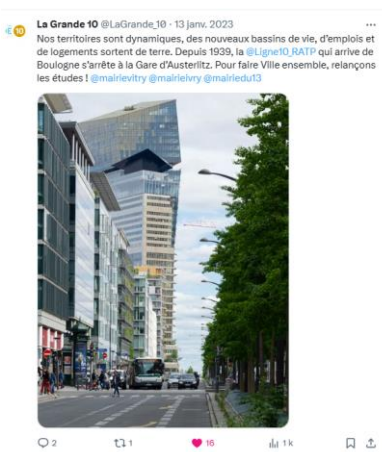 La Grande 10 @LaGrande_10 · 13 janv. 2023 ...
Nos territoires sont dynamiques, des nouveaux bassins de vie, d'emplois et
de logements sortent de terre. Depuis 1939, la @Ligne10_RATP qui arrive de
Boulogne s'arrête à la Gare d'Austerlitz. Pour faire Ville ensemble, relançons
les études ! @mairievitry @mairieivry @mairiedu13
2 1 16 1 k